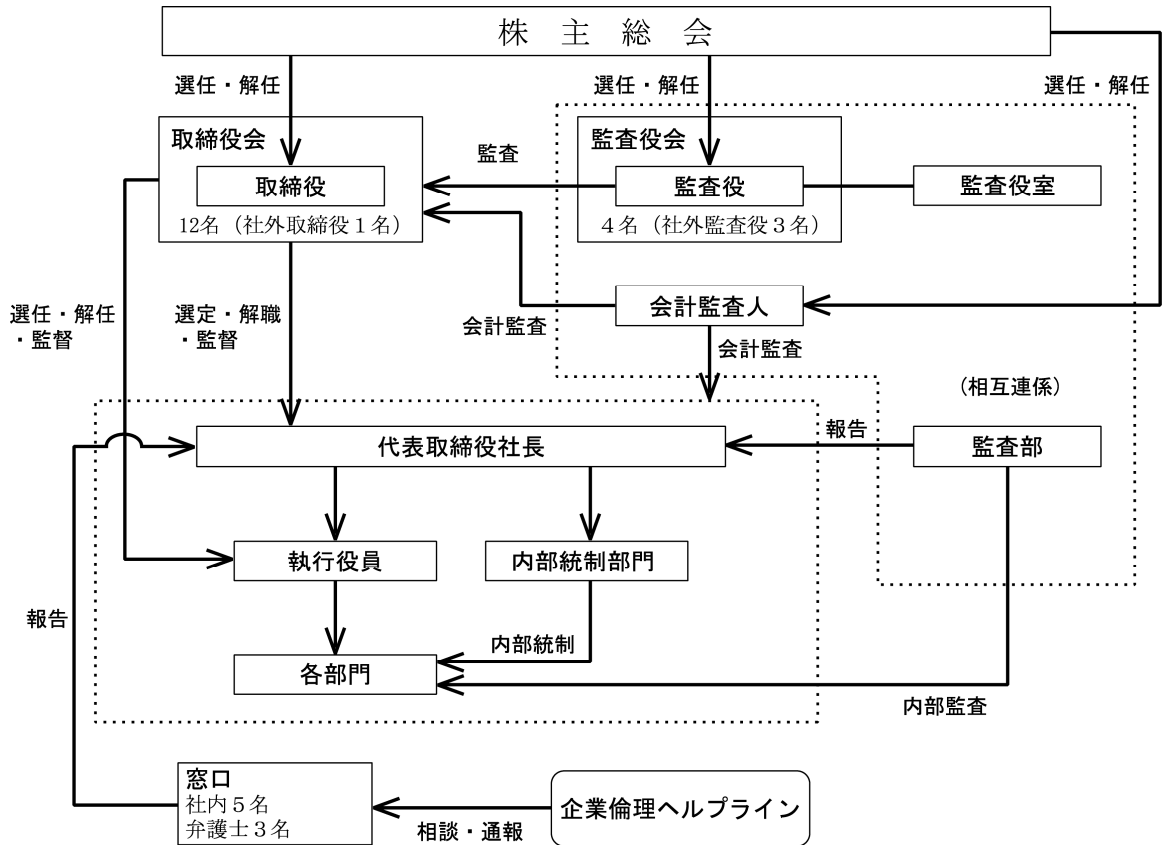 株 主 総 会
選任・解任
選任・解任
選任・解任
取締役会
監査役会
監査
取締役
監査役
監査役室
12名（社外取締役１名）
４名（社外監査役３名）
会計監査人
選任・解任
・監督
選定・解職
・監督
会計監査
会計監査
（相互連係）
代表取締役社長
報告
監査部
執行役員
内部統制部門
報告
内部統制
各部門
内部監査
窓口
社内５名
弁護士３名
企業倫理ヘルプライン
相談・通報